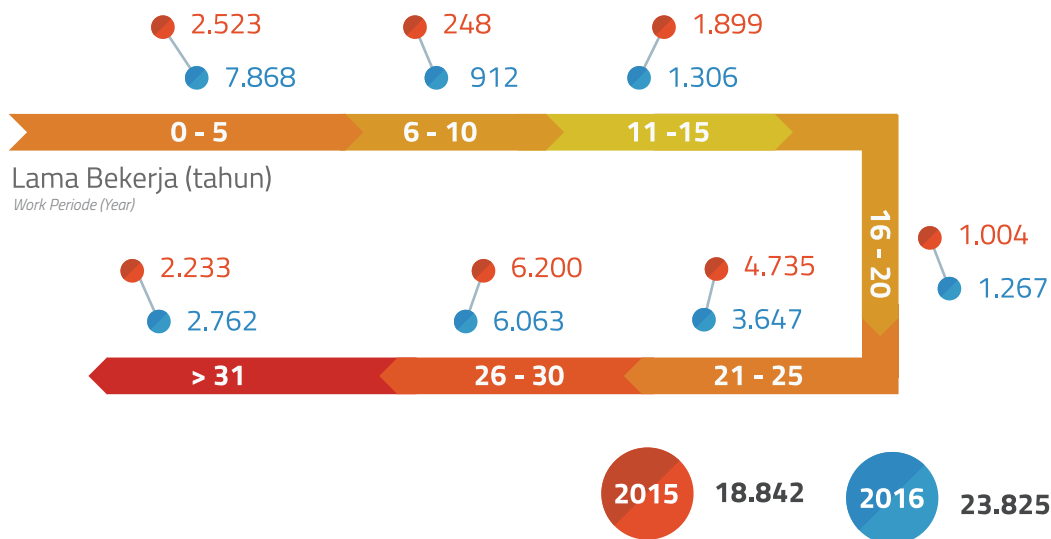 2.523
248
1.899
7.868
912
1.306
0 - 5
6 - 10
11 -15
Lama Bekerja (tahun)
Work Periode (Year)
16 - 20
1.004
1.267
2.233
6.200
4.735
2.762
6.063
3.647
> 31
26 - 30
21 - 25
2015
18.842
2016
23.825